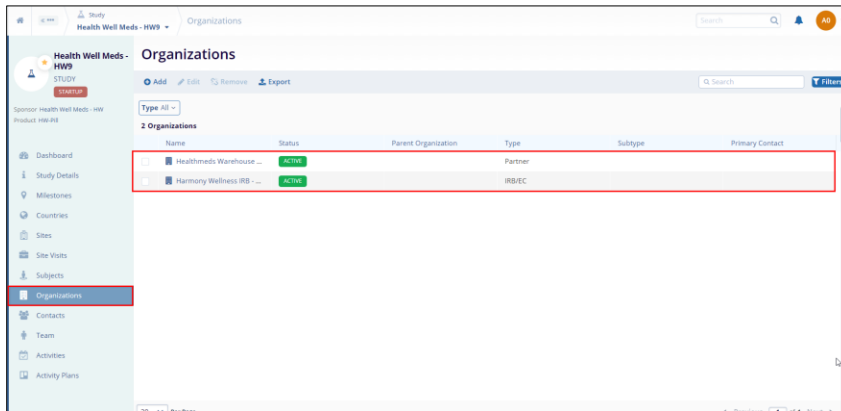 Study
Health Well Meds - HW9
Organizations
Search
AO
Health Well Meds - HW9
STUDY
STARTUP
Sponsor: Health Well Meds - HW
Product: HW-Pill
Organizations
Add Edit Remove Export
Search
Filters
Type All
2 Organizations
Name Status Parent Organization Type Subtype Primary Contact
Healthmeds Warehouse ... ACTIVE Partner
Harmony Wellness IRB - ... ACTIVE IRB/EC
Dashboard
Study Details
Milestones
Countries
Sites
Site Visits
Subjects
Organizations
Contacts
Team
Activities
Activity Plans